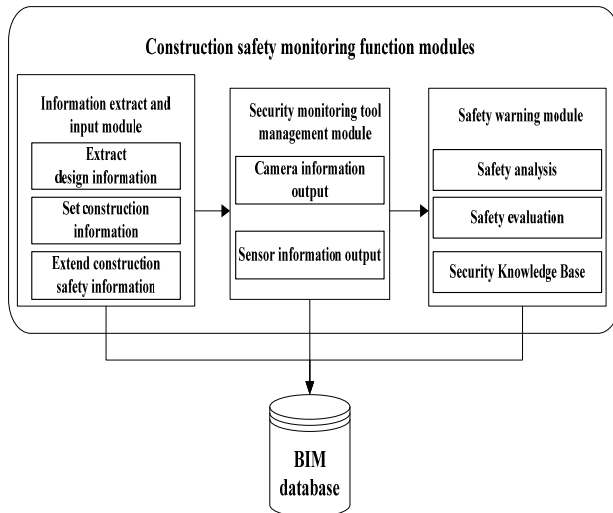 Construction safety monitoring function modules
Information extract and
input module
Extract
design information
Set construction
information
Extend construction
safety information
Security monitoring tool
management module
Camera information
output
Sensor information output
Safety warning module
Safety analysis
Safety evaluation
Security Knowledge Base
BIM
database